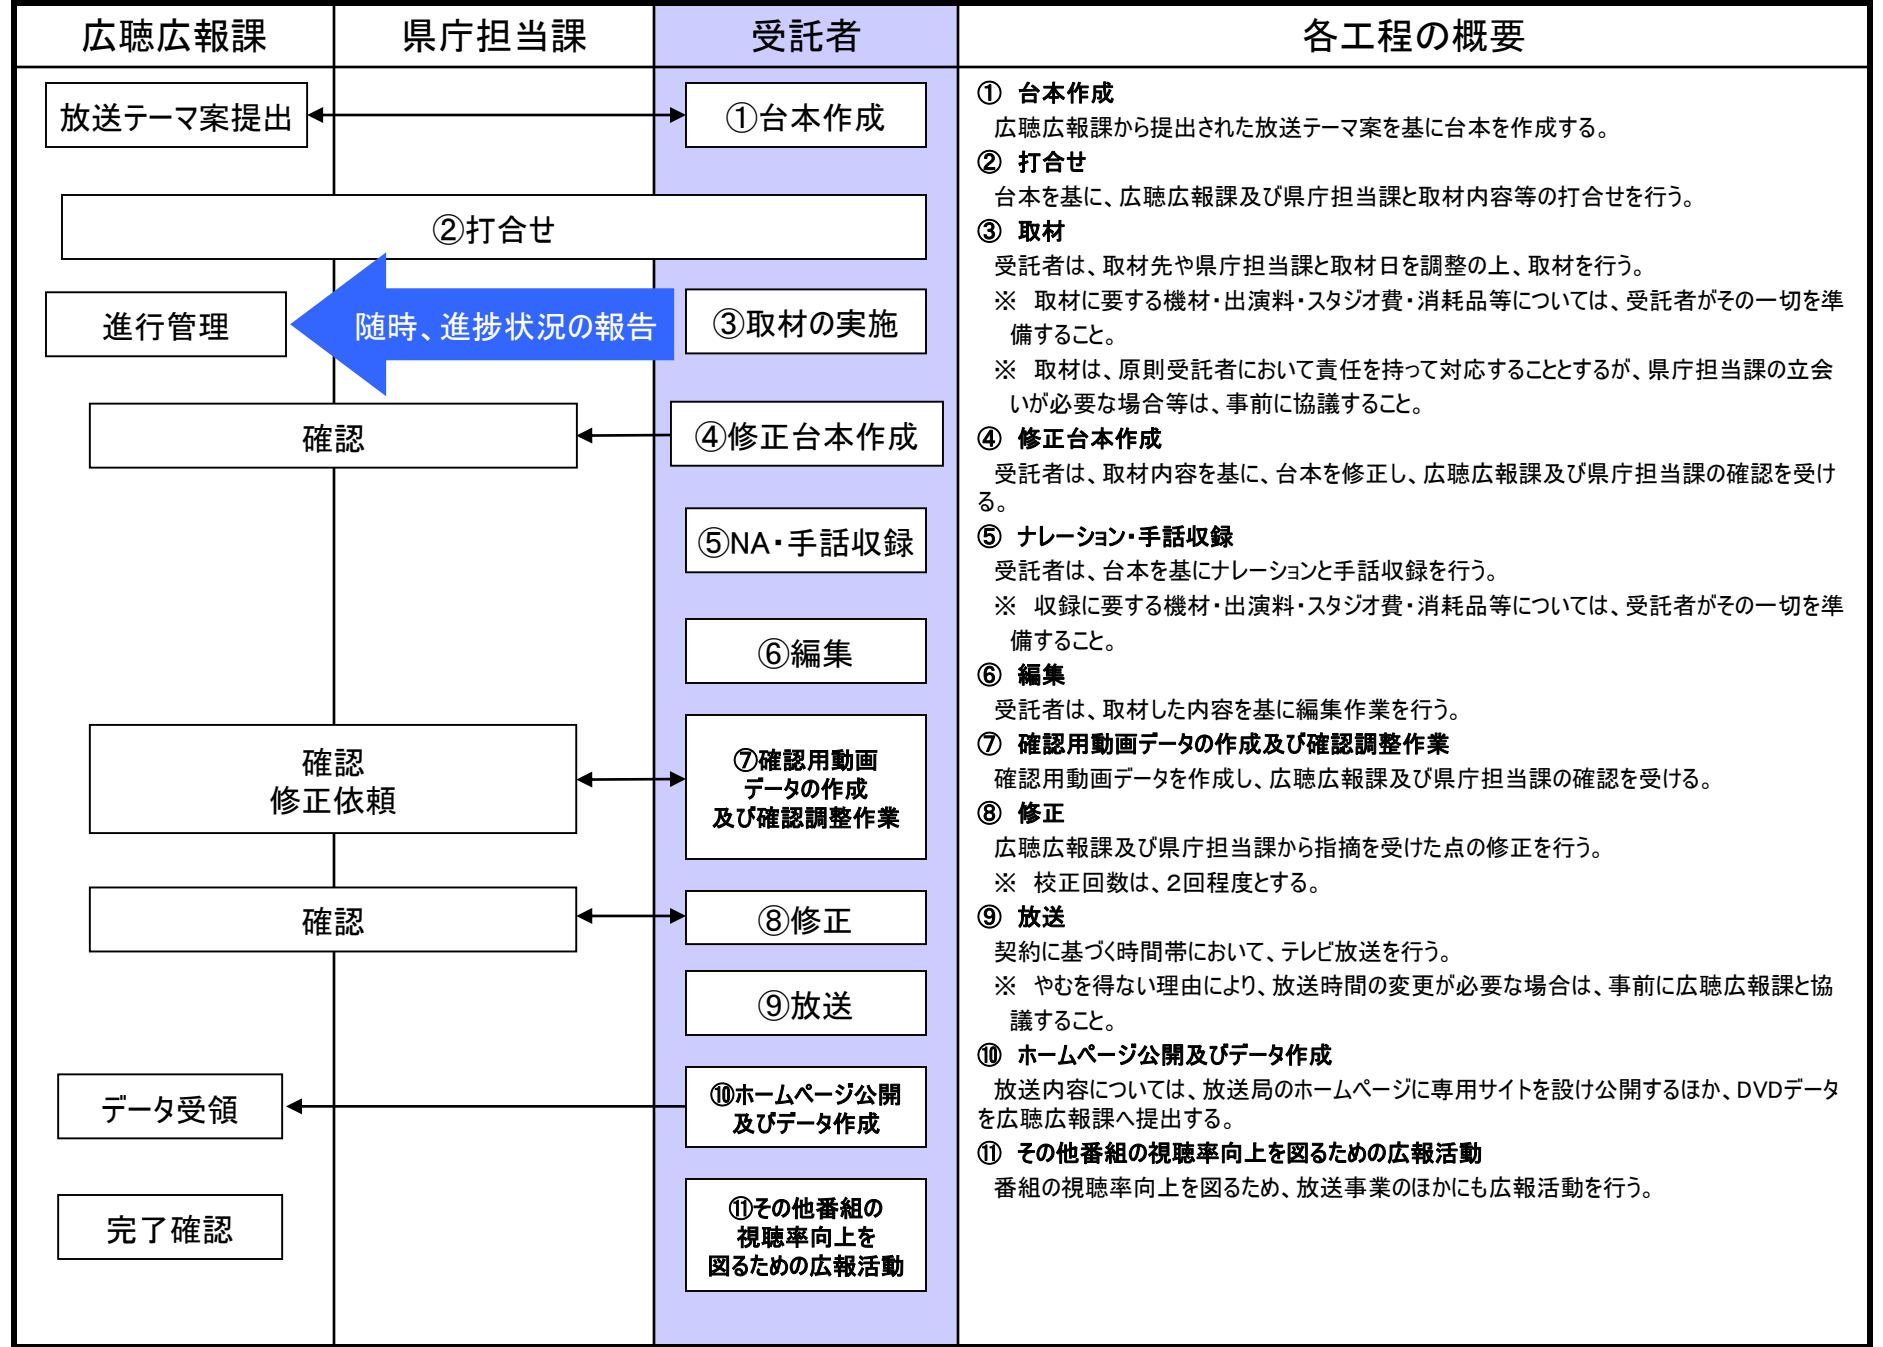 広聴広報課
県庁担当課
受託者
各工程の概要
放送テーマ案提出
①台本作成
②打合せ
進行管理
随時、進捗状況の報告
③取材の実施
確認
④修正台本作成
⑤NA・手話収録
⑥編集
確認
修正依頼
⑦確認用動画
データの作成
及び確認調整作業
確認
⑧修正
⑨放送
データ受領
⑩ホームページ公開
及びデータ作成
完了確認
⑪その他番組の
視聴率向上を
図るための広報活動
① 台本作成
広聴広報課から提出された放送テーマ案を基に台本を作成する。
② 打合せ
台本を基に、広聴広報課及び県庁担当課と取材内容等の打合せを行う。
③ 取材
受託者は、取材先や県庁担当課と取材日を調整の上、取材を行う。
※ 取材に要する機材・出演料・スタジオ費・消耗品等については、受託者がその一切を準
備すること。
※ 取材は、原則受託者において責任を持って対応することとするが、県庁担当課の立会
いが必要な場合等は、事前に協議すること。
④ 修正台本作成
受託者は、取材内容を基に、台本を修正し、広聴広報課及び県庁担当課の確認を受け
る。
⑤ ナレーション・手話収録
受託者は、台本を基にナレーションと手話収録を行う。
※ 収録に要する機材・出演料・スタジオ費・消耗品等については、受託者がその一切を準
備すること。
⑥ 編集
受託者は、取材した内容を基に編集作業を行う。
⑦ 確認用動画データの作成及び確認調整作業
確認用動画データを作成し、広聴広報課及び県庁担当課の確認を受ける。
⑧ 修正
広聴広報課及び県庁担当課から指摘を受けた点の修正を行う。
※ 校正回数は、2回程度とする。
⑨ 放送
契約に基づく時間帯において、テレビ放送を行う。
※ やむを得ない理由により、放送時間の変更が必要な場合は、事前に広聴広報課と協
議すること。
⑩ ホームページ公開及びデータ作成
放送内容については、放送局のホームページに専用サイトを設け公開するほか、DVDデータ
を広聴広報課へ提出する。
⑪ その他番組の視聴率向上を図るための広報活動
番組の視聴率向上を図るため、放送事業のほかにも広報活動を行う。